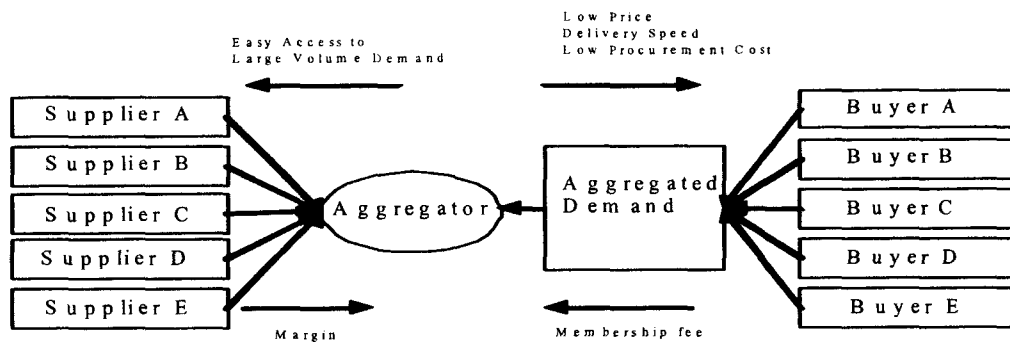 Low Price
Delivery Speed
Low Procurement Cost
Easy Access to
Large Volume Demand
Supplier A
Supplier B
Supplier C
Supplier D
Supplier E
Aggregator
Aggregated
Demand
Buyer A
Buyer B
Buyer C
Buyer D
Buyer E
Margin
Membership fee